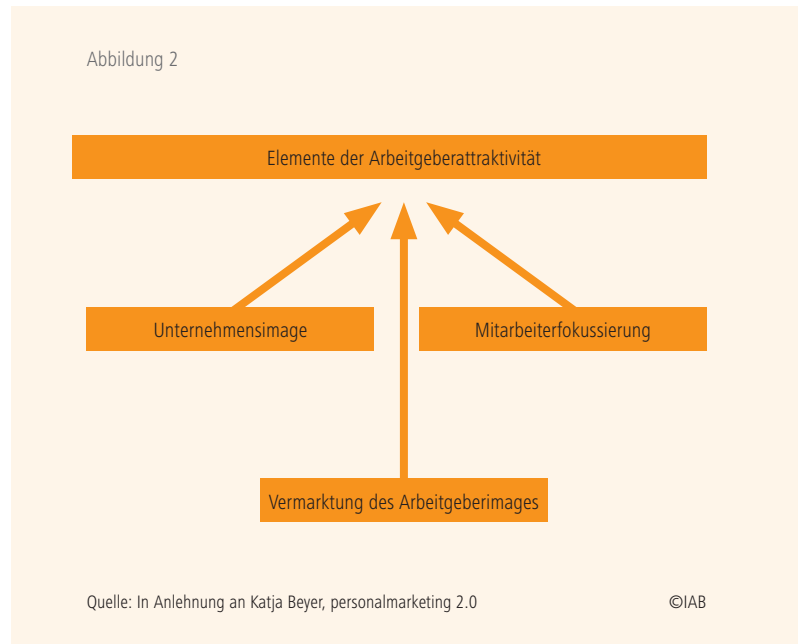 Abbildung 2
Elemente der Arbeitgeberattraktivität
Unternehmensimage
Mitarbeiterfokussierung
Vermarktung des Arbeitgeberimages
Quelle: In Anlehnung an Katja Beyer, personalmarketing 2.0
©IAB